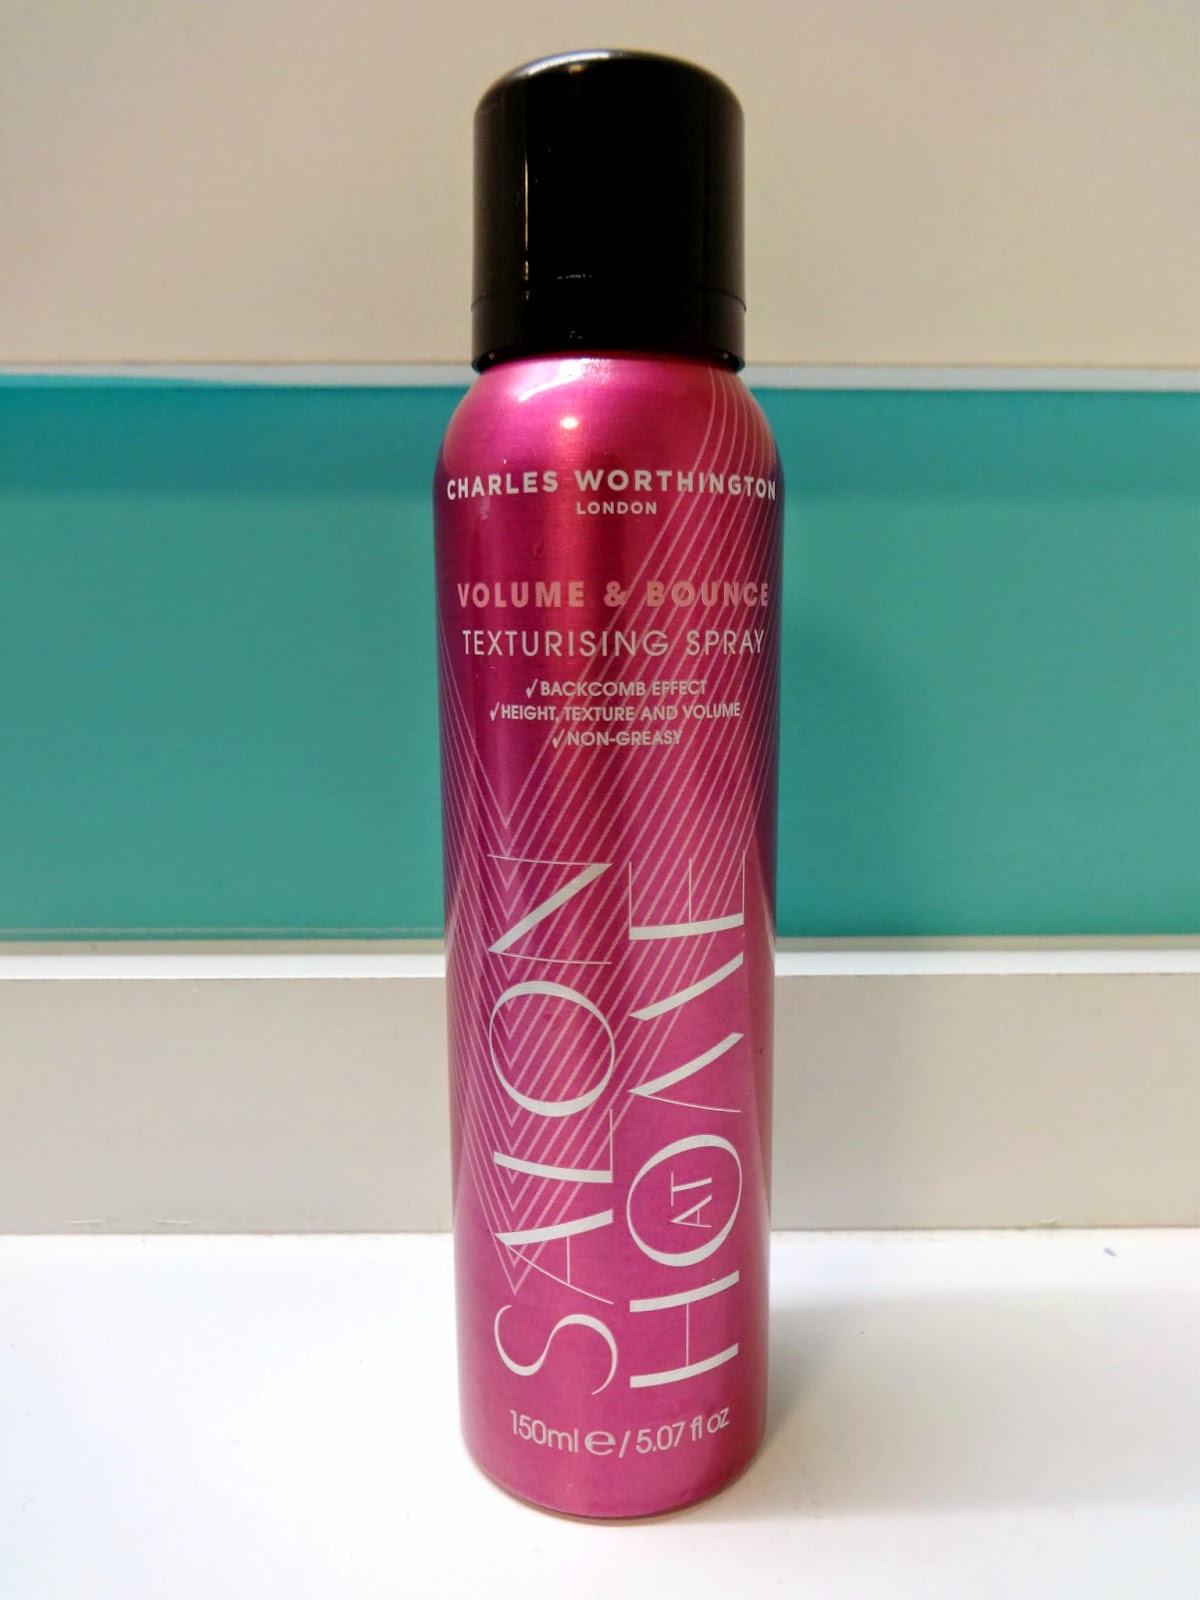 CHARLES WORTHINGTON
LONDON
VOLUME & BOUNCE
TEXTURISING SPRAY
✓BACKCOMB EFFECT
✓HEIGHT, TEXTURE AND VOLUME
✓NON-GREASY
SALON
AT
HOME
150ml e / 5.07 fl oz